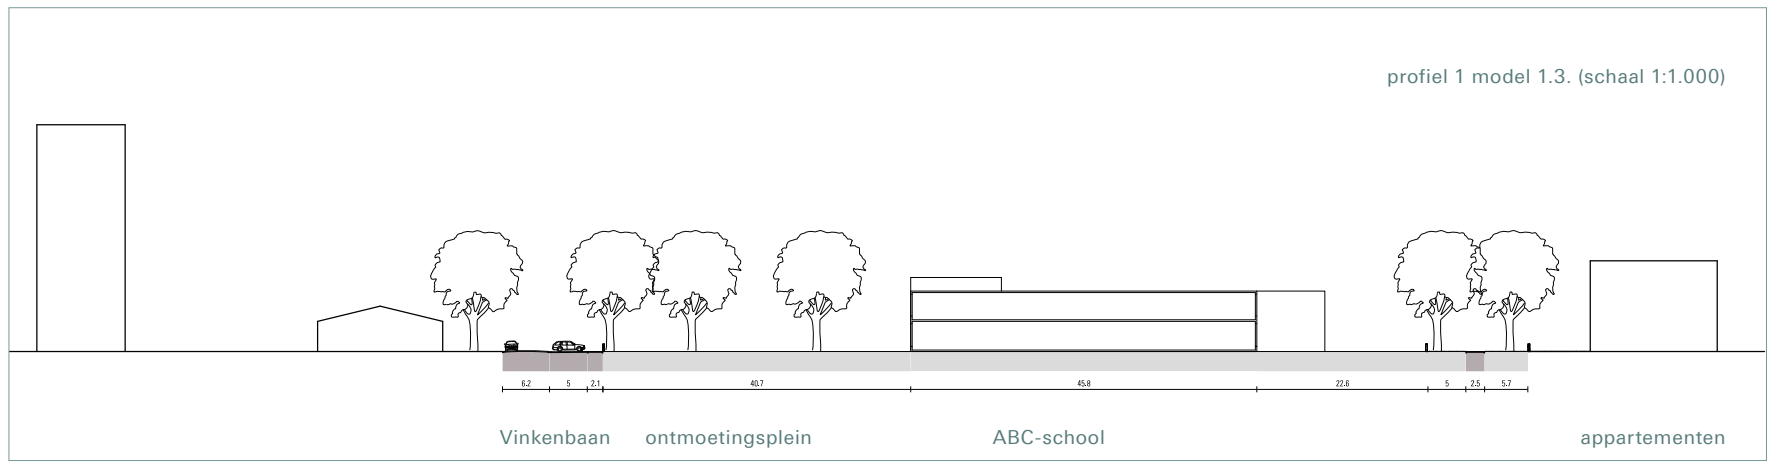 profiel 1 model 1.3. (schaal 1:1.000)
6.2 5 2.1 40.7 45.8 22.6 5 2.5 5.7
Vinkenbaan ontmoetingsplein ABC-school appartementen